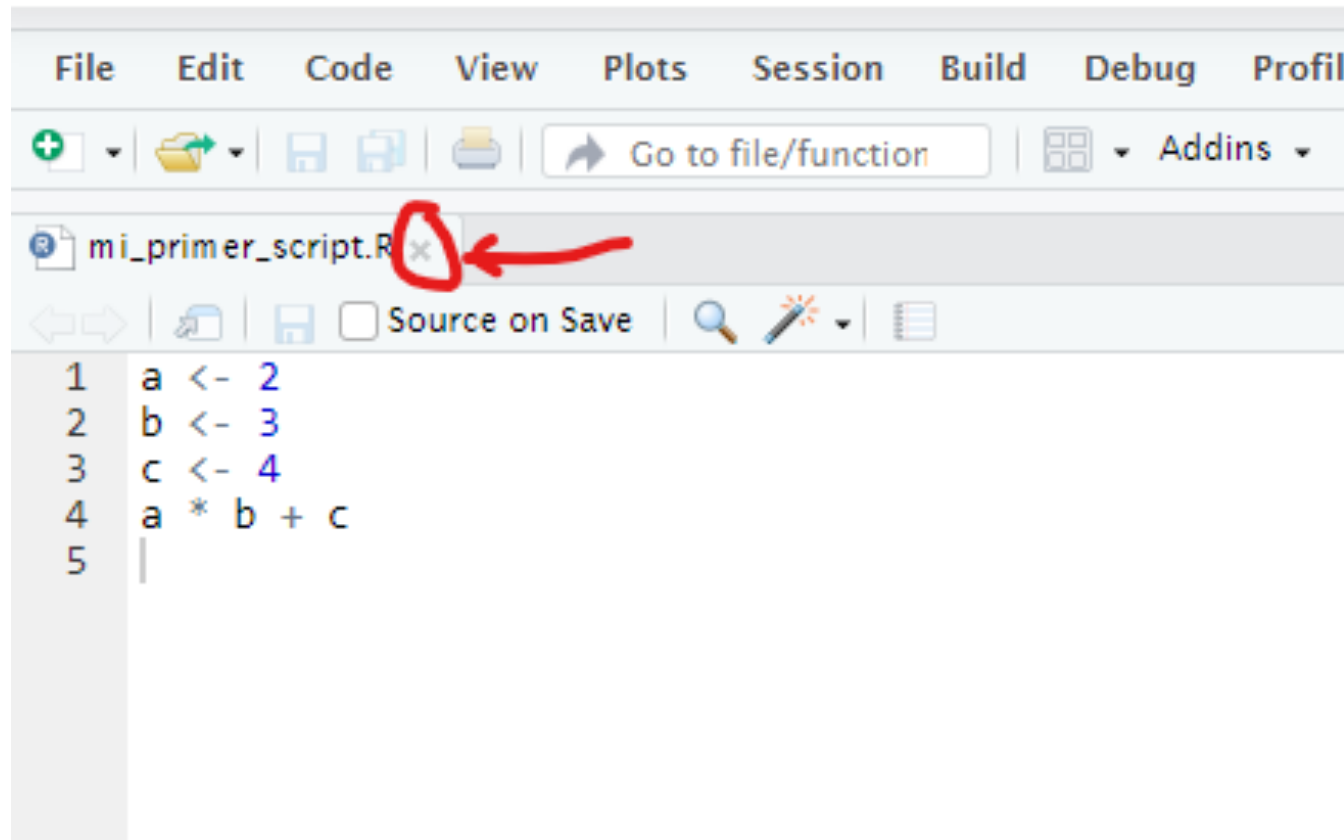 File Edit Code View Plots Session Build Debug Profil
Go to file/function Addins
R mi_primer_script.R ×
Source on Save
1 a <- 2
2 b <- 3
3 c <- 4
4 a * b + c
5